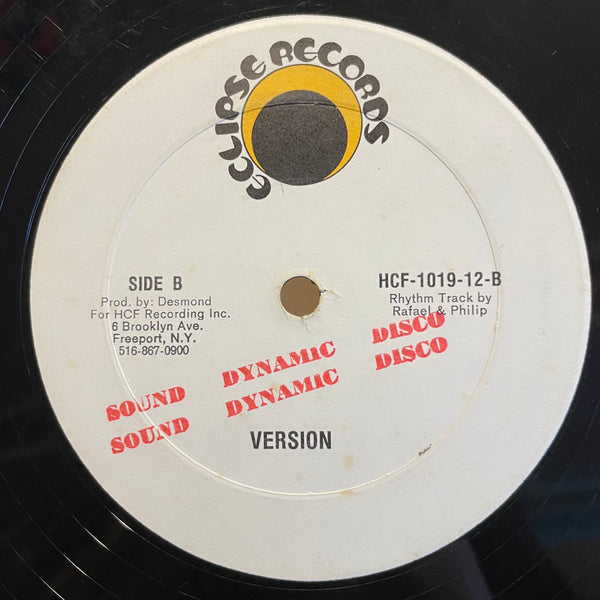 ECLIPSE RECORDS
SIDE B
Prod. by: Desmond
For HCF Recording Inc.
6 Brooklyn Ave.
Freeport, N.Y.
516-867-0900
HCF-1019-12-B
Rhythm Track by
Rafael & Philip
SOUND DYNAMIC DISCO
SOUND DYNAMIC DISCO
VERSION